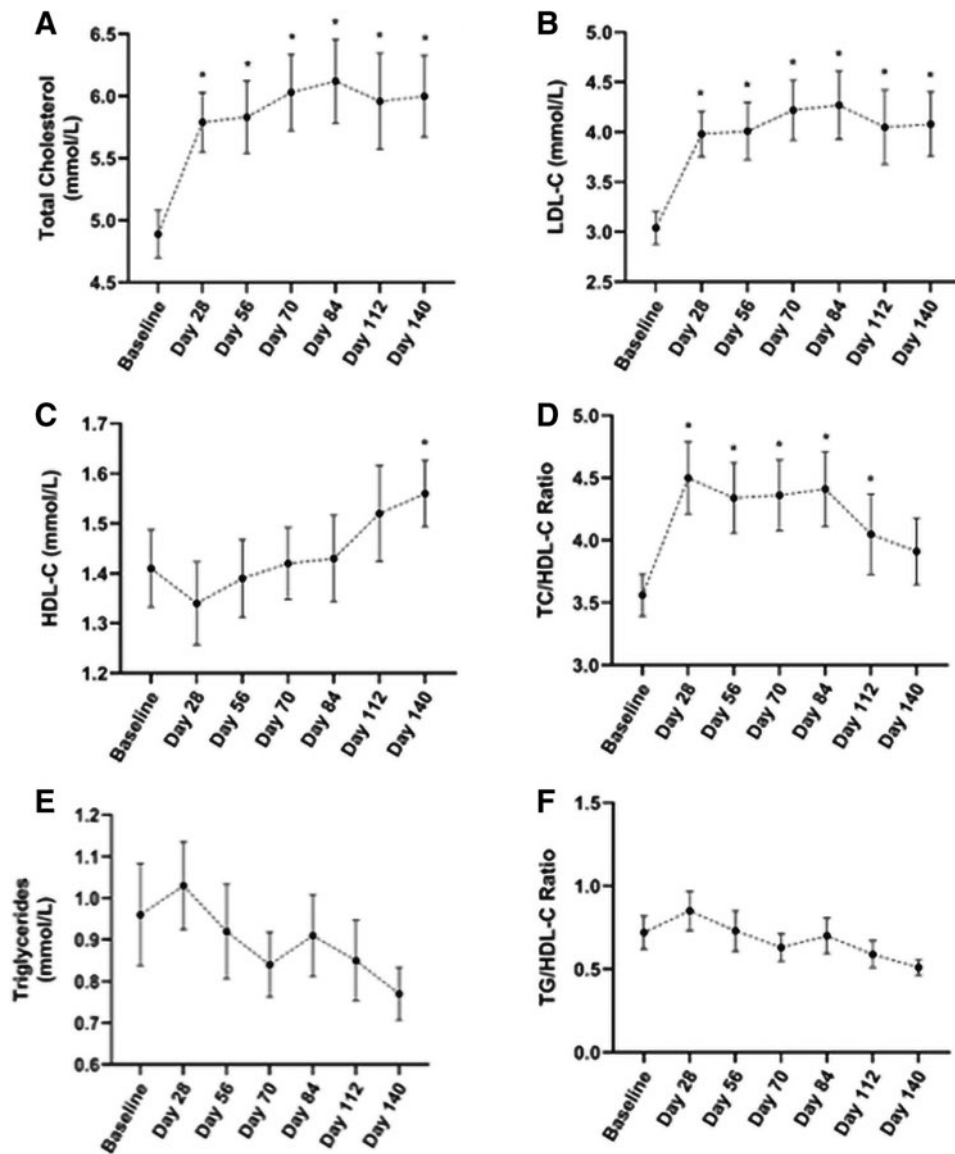 A
Total Cholesterol
(mmol/L)
6.5
6.0
5.5
5.0
4.5
* * * * * *
Baseline
Day 28
Day 56
Day 70
Day 84
Day 112
Day 140
B
LDL-C (mmol/L)
5.0
4.5
4.0
3.5
3.0
2.5
* * * * * *
Baseline
Day 28
Day 56
Day 70
Day 84
Day 112
Day 140
C
HDL-C (mmol/L)
1.7
1.6
1.5
1.4
1.3
1.2
*
Baseline
Day 28
Day 56
Day 70
Day 84
Day 112
Day 140
D
TC/HDL-C Ratio
5.0
4.5
4.0
3.5
3.0
* * * * *
Baseline
Day 28
Day 56
Day 70
Day 84
Day 112
Day 140
E
Triglycerides
(mmol/L)
1.2
1.1
1.0
0.9
0.8
0.7
0.6
Baseline
Day 28
Day 56
Day 70
Day 84
Day 112
Day 140
F
TG/HDL-C Ratio
1.5
1.0
0.5
0.0
Baseline
Day 28
Day 56
Day 70
Day 84
Day 112
Day 140